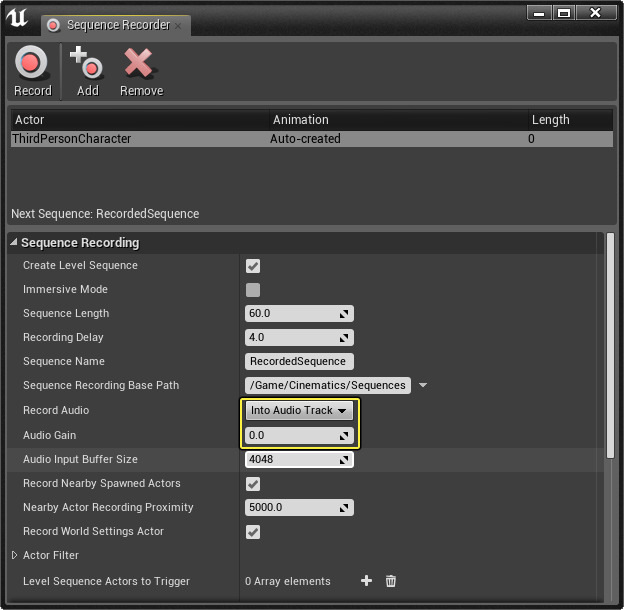 Sequence Recorder
Record Add Remove
Actor Animation Length
ThirdPersonCharacter Auto-created 0
Next Sequence: RecordedSequence
Sequence Recording
Create Level Sequence
Immersive Mode
Sequence Length 60.0
Recording Delay 4.0
Sequence Name RecordedSequence
Sequence Recording Base Path /Game/Cinematics/Sequences
Record Audio Into Audio Track
Audio Gain 0.0
Audio Input Buffer Size 4048
Record Nearby Spawned Actors
Nearby Actor Recording Proximity 5000.0
Record World Settings Actor
Actor Filter
Level Sequence Actors to Trigger 0 Array elements